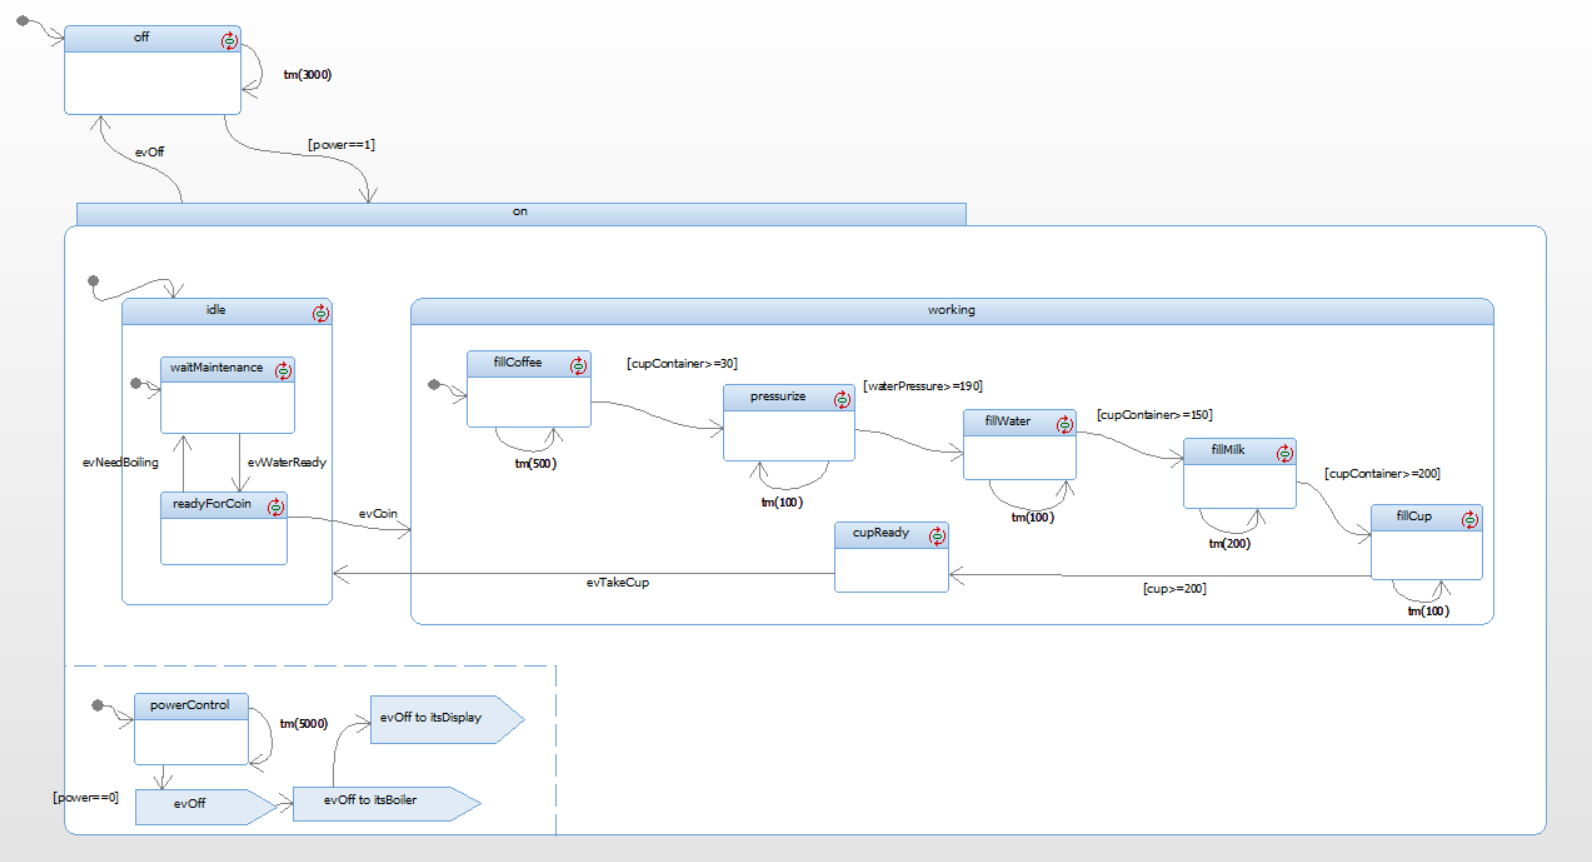 off
tm(3000)
[power==1]
evOff
on
idle
working
waitMaintenance
fillCoffee
[cupContainer>=30]
pressurize
[waterPressure>=190]
fillWater
[cupContainer>=150]
fillMilk
[cupContainer>=200]
fillCup
evNeedBoiling
evWaterReady
tm(500)
tm(100)
tm(100)
tm(200)
readyForCoin
evCoin
cupReady
evTakeCup
[cup>=200]
tm(100)
powerControl
tm(5000)
evOff to itsDisplay
[power==0]
evOff
evOff to itsBoiler